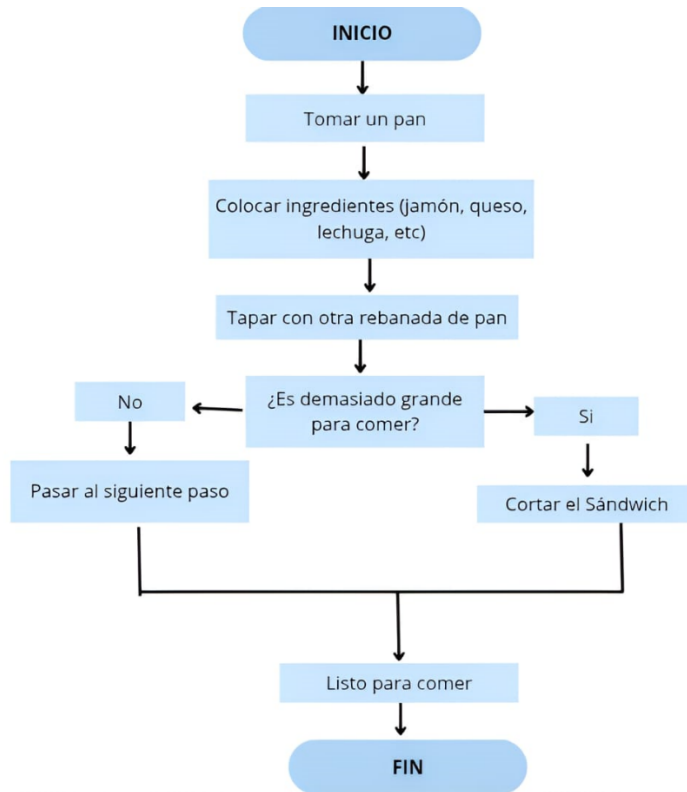 INICIO
Tomar un pan
Colocar ingredientes (jamón, queso,
lechuga, etc)
Tapar con otra rebanada de pan
¿Es demasiado grande
para comer?
No
Si
Pasar al siguiente paso
Cortar el Sándwich
Listo para comer
FIN